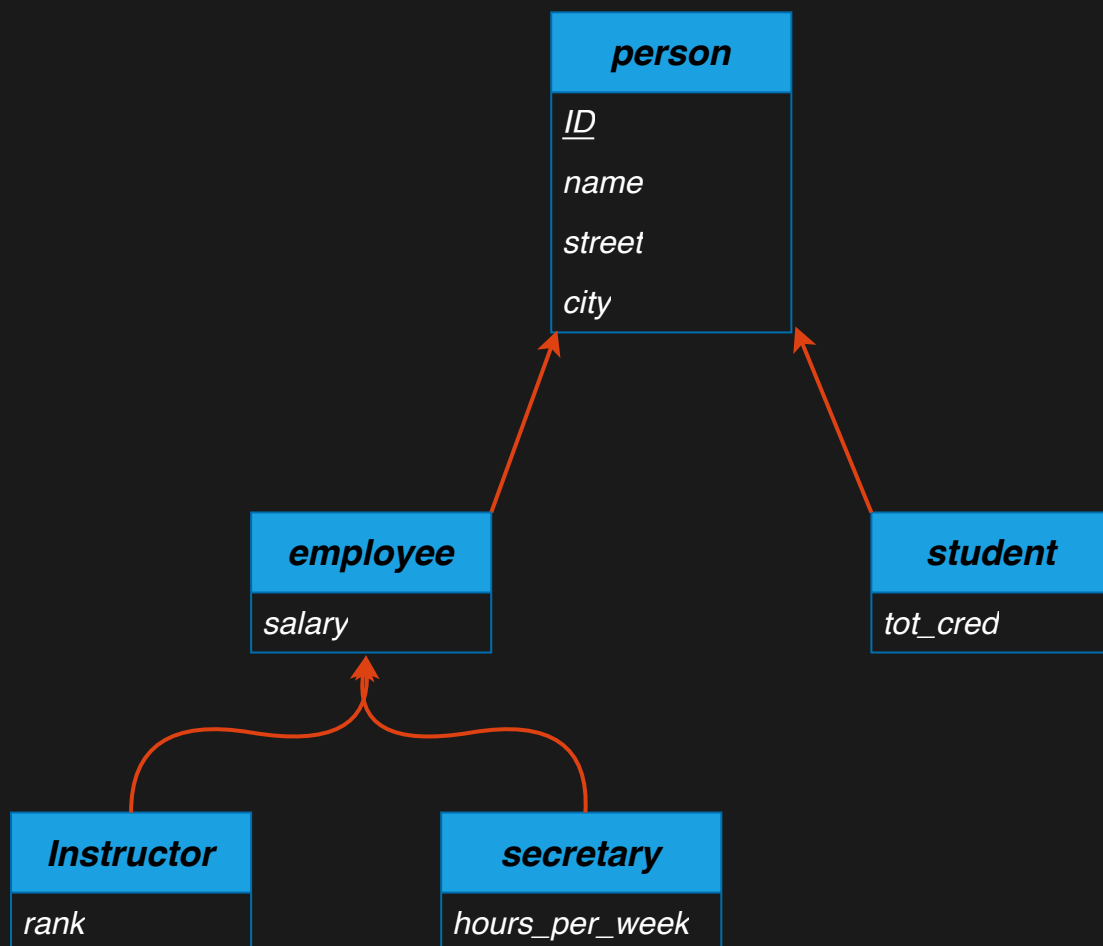 person
ID
name
street
city
employee
salary
student
tot_cred
Instructor
rank
secretary
hours_per_week